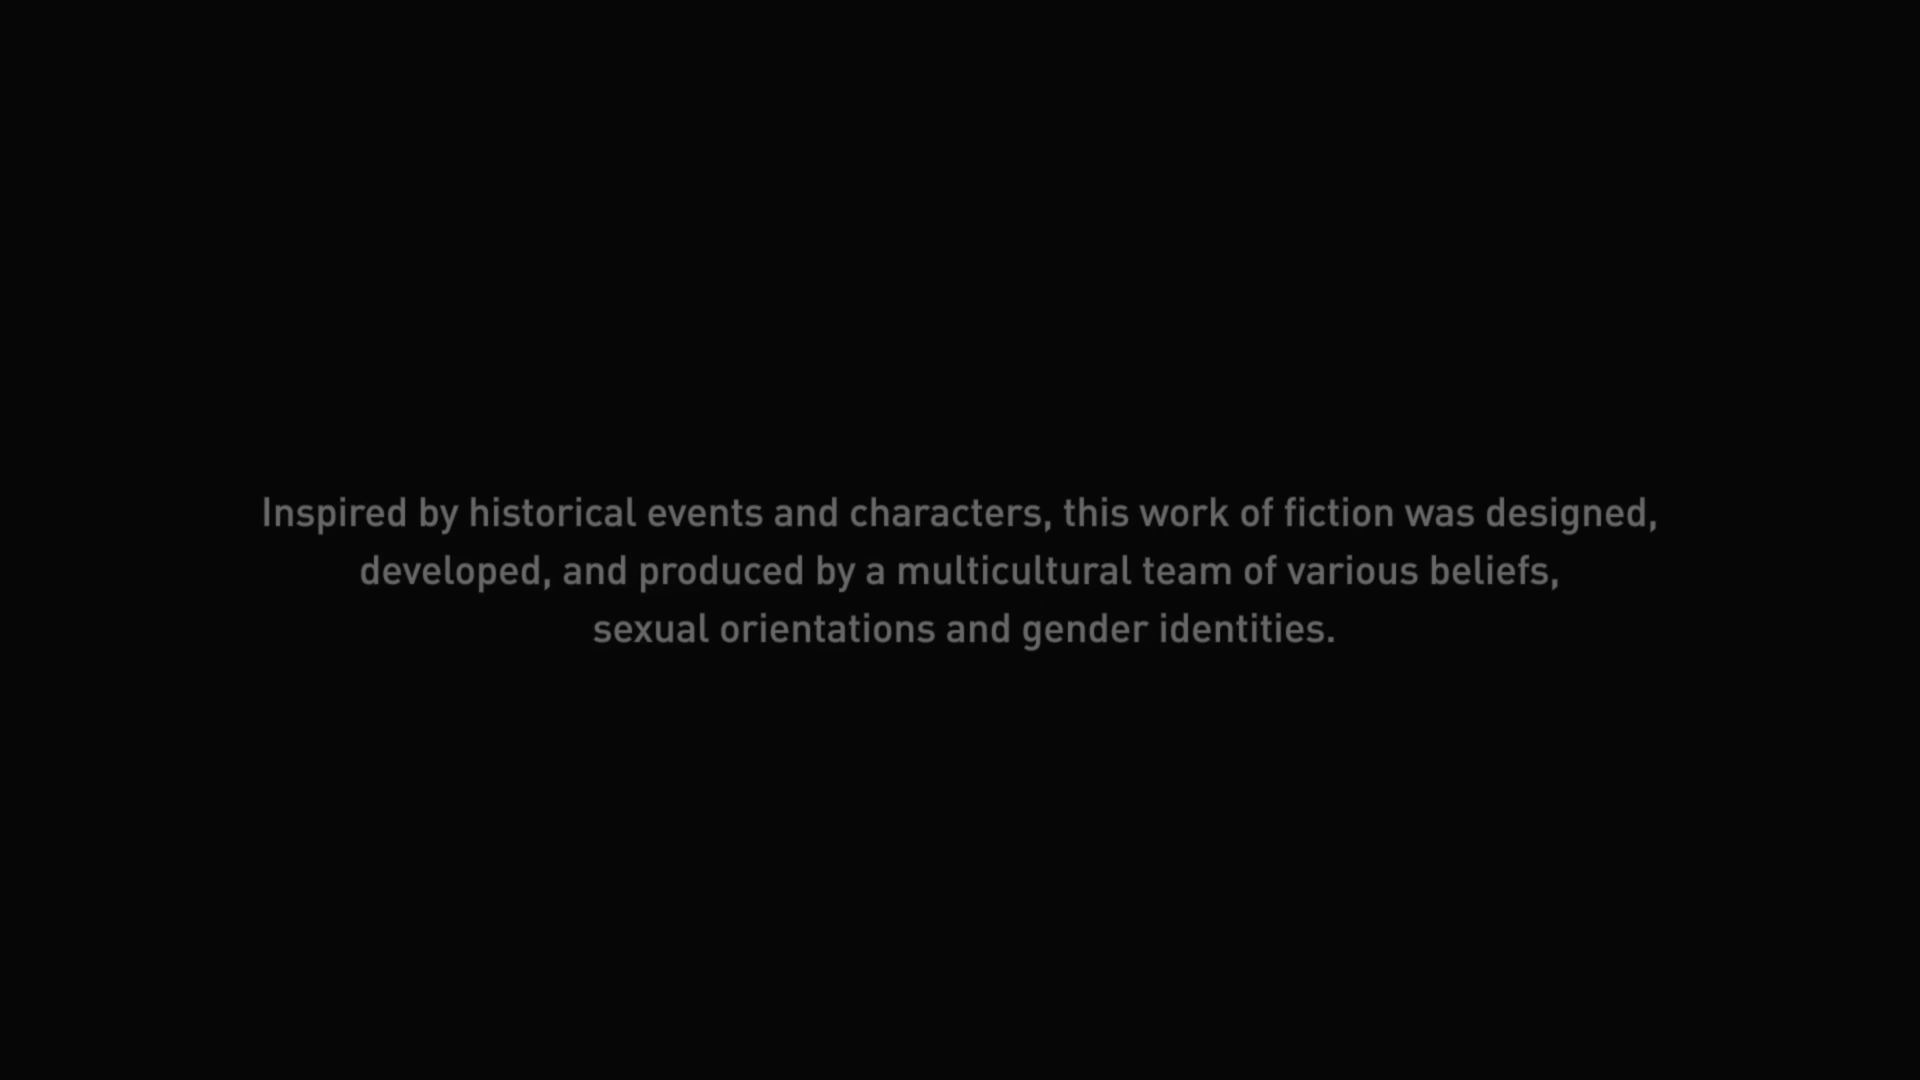 Inspired by historical events and characters, this work of fiction was designed,
developed, and produced by a multicultural team of various beliefs,
sexual orientations and gender identities.